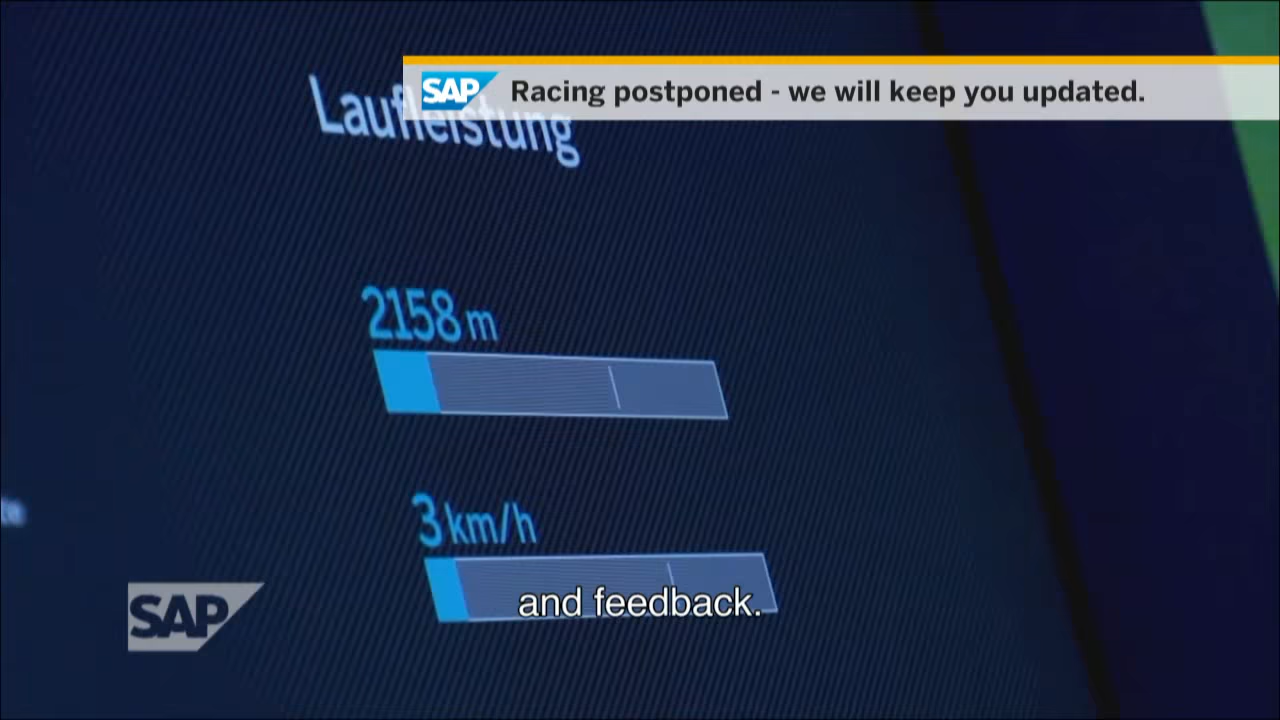 SAP Racing postponed - we will keep you updated.
Laufleistung
2158 m
3 km/h
and feedback.
SAP